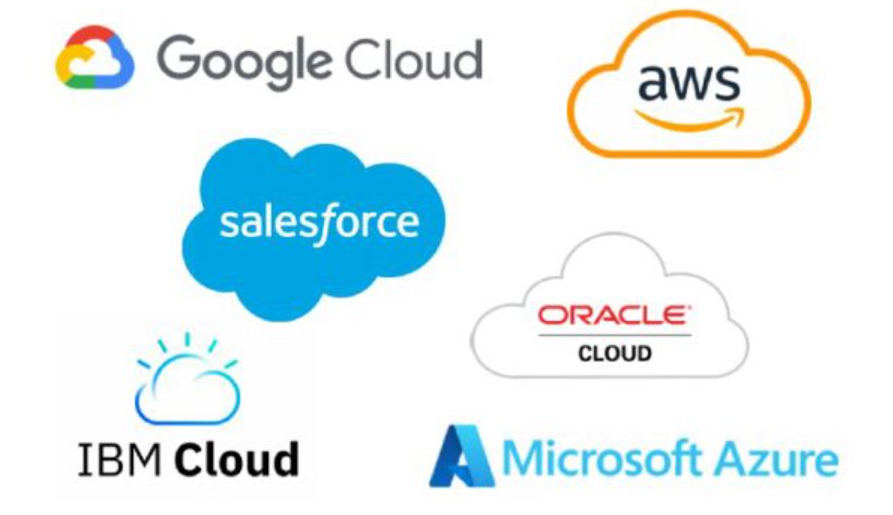 Google Cloud
aws
salesforce
ORACLE
CLOUD
IBM Cloud
Microsoft Azure